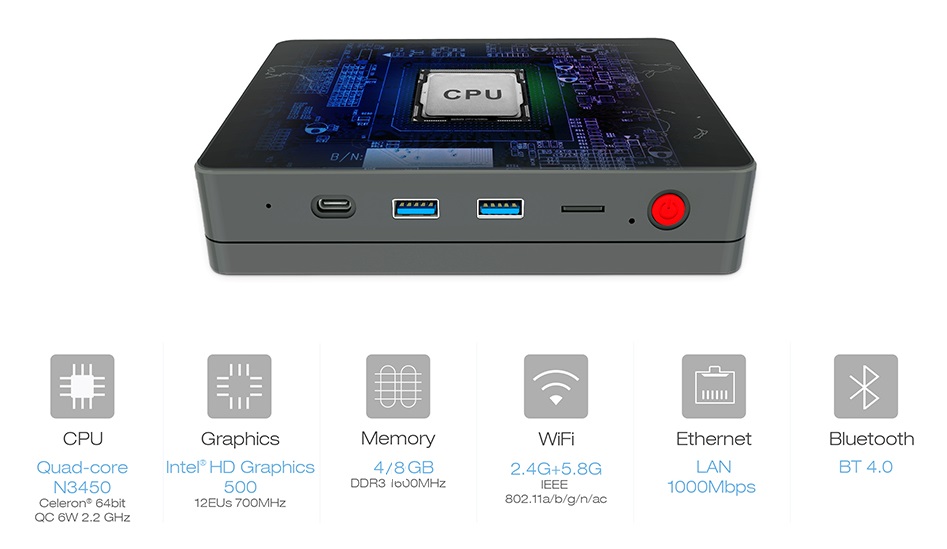 CPU
B/N:
CPU
Quad-core
N3450
Celeron® 64bit
QC 6W 2.2 GHz
Graphics
Intel® HD Graphics
500
12EUs 700MHz
Memory
4/8 GB
DDR3 1600MHz
WiFi
2.4G+5.8G
IEEE
802.11a/b/g/n/ac
Ethernet
LAN
1000Mbps
Bluetooth
BT 4.0